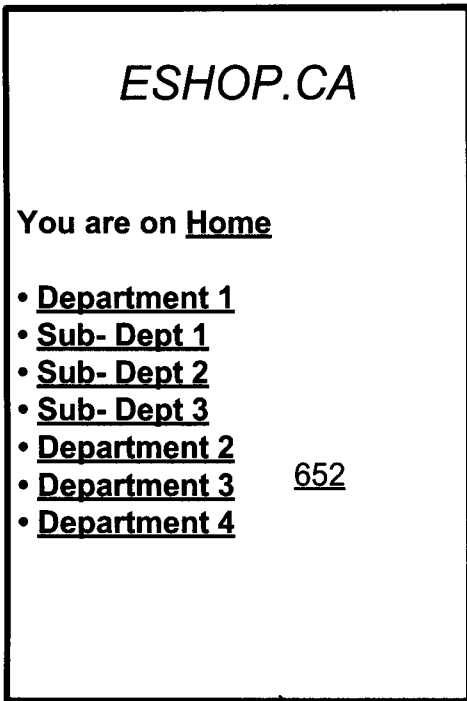 ESHOP.CA
You are on Home
• Department 1
• Sub- Dept 1
• Sub- Dept 2
• Sub- Dept 3
• Department 2
• Department 3
652
• Department 4